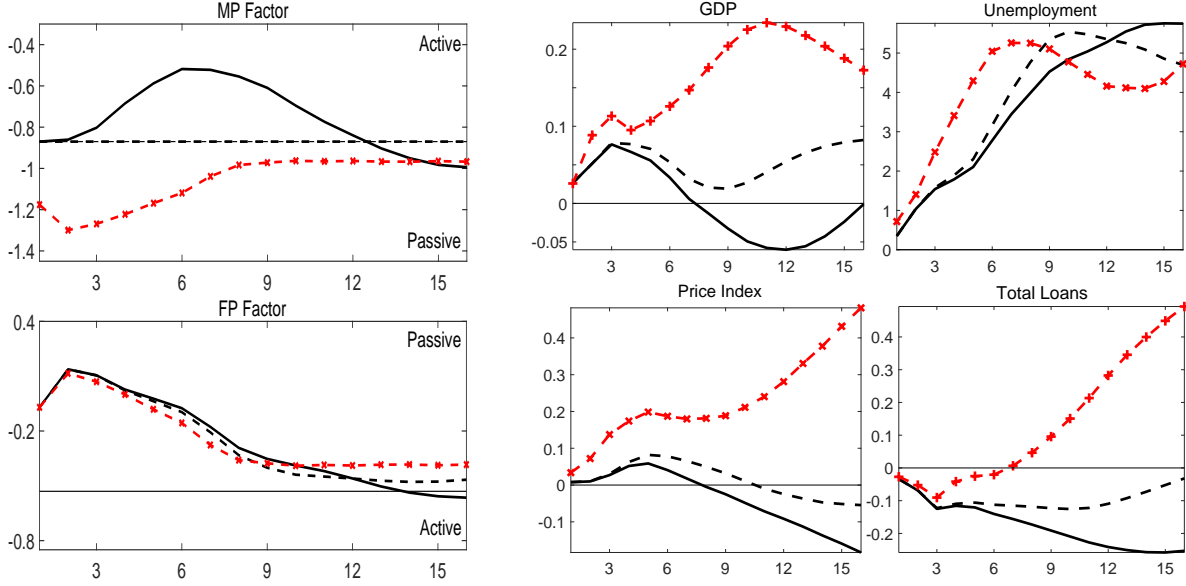 MP Factor
-0.4
-0.6
-0.8
-1
-1.2
-1.4
Active
Passive
3 6 9 12 15
FP Factor
0.4
-0.2
-0.8
Passive
Active
3 6 9 12 15
GDP
0.2
0.1
0
-0.05
3 6 9 12 15
Unemployment
5
4
3
2
1
0
3 6 9 12 15
Price Index
0.4
0.3
0.2
0.1
0
-0.1
3 6 9 12 15
Total Loans
0.4
0.3
0.2
0.1
0
-0.1
-0.2
3 6 9 12 15